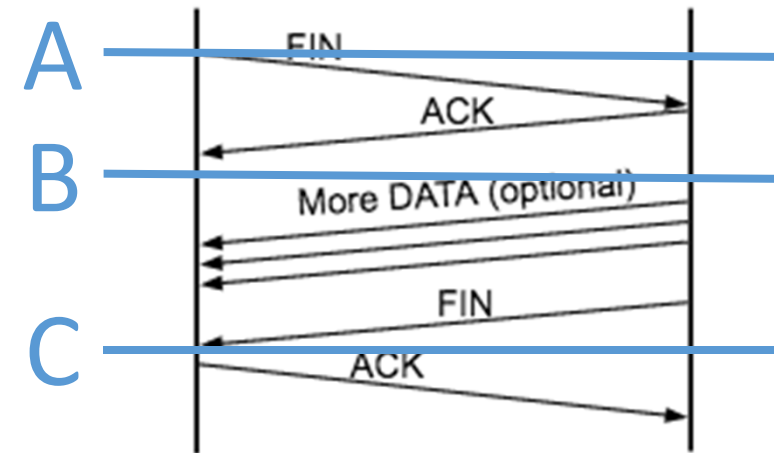 A
FIN
ACK
B
More DATA (optional)
FIN
C
ACK